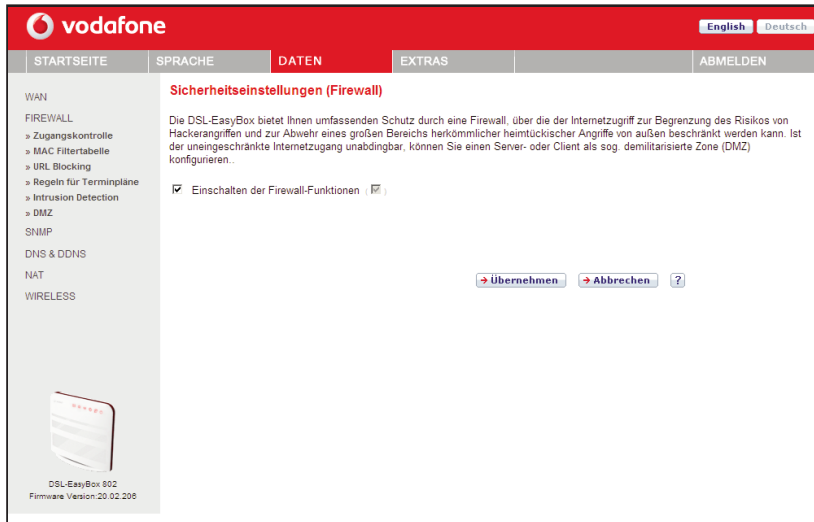 vodafone
English Deutsch
STARTSEITE SPRACHE DATEN EXTRAS ABMELDEN
WAN
FIREWALL
» Zugangskontrolle
» MAC Filtertabelle
» URL Blocking
» Regeln für Terminpläne
» Intrusion Detection
» DMZ
SNMP
DNS & DDNS
NAT
WIRELESS
DSL-EasyBox 802
Firmware Version:20.02.206
Sicherheitseinstellungen (Firewall)
Die DSL-EasyBox bietet Ihnen umfassenden Schutz durch eine Firewall, über die der Internetzugriff zur Begrenzung des Risikos von
Hackerangriffen und zur Abwehr eines großen Bereichs herkömmlicher heimtückischer Angriffe von außen beschränkt werden kann. Ist
der uneingeschränkte Internetzugang unabdingbar, können Sie einen Server- oder Client als sog. demilitarisierte Zone (DMZ)
konfigurieren..
Einschalten der Firewall-Funktionen ( )
Übernehmen Abbrechen ?